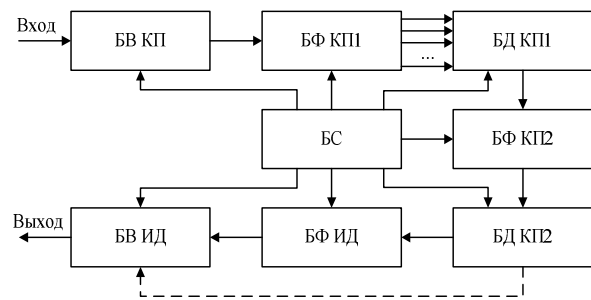 Вход
БВ КП
БФ КП1
...
БД КП1
БС
БФ КП2
Выход
БВ ИД
БФ ИД
БД КП2